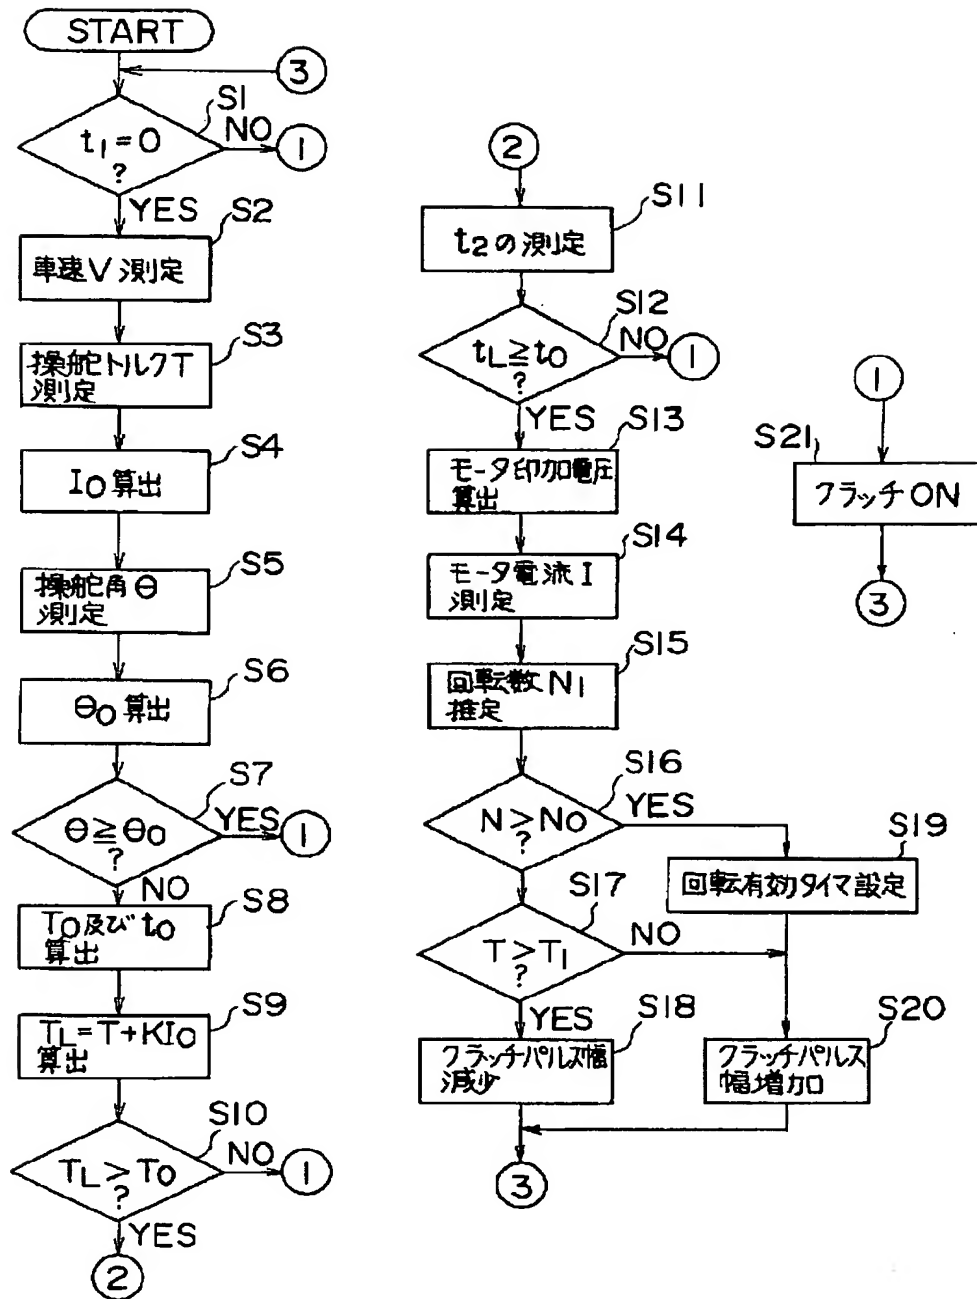 START
3
S1
t1=0
?
NO
1
YES
S2
車速V測定
S3
操舵トルクT
測定
S4
I0算出
S5
操舵角θ
測定
S6
θ0算出
S7
θ≧θ0
?
YES
1
NO
S8
T0及びt0
算出
S9
TL=T+KI0
算出
S10
TL>T0
?
NO
1
YES
2
2
S11
t2の測定
S12
tL≧t0
?
NO
1
YES
S13
モータ印加電圧
算出
S14
モータ電流I
測定
S15
回転数N1
推定
S16
N>N0
?
YES
S19
回転有効タイマ設定
S17
T>T1
?
NO
YES
S18
クラッチパルス幅
減少
S20
クラッチパルス
幅増加
3
1
S21
クラッチON
3